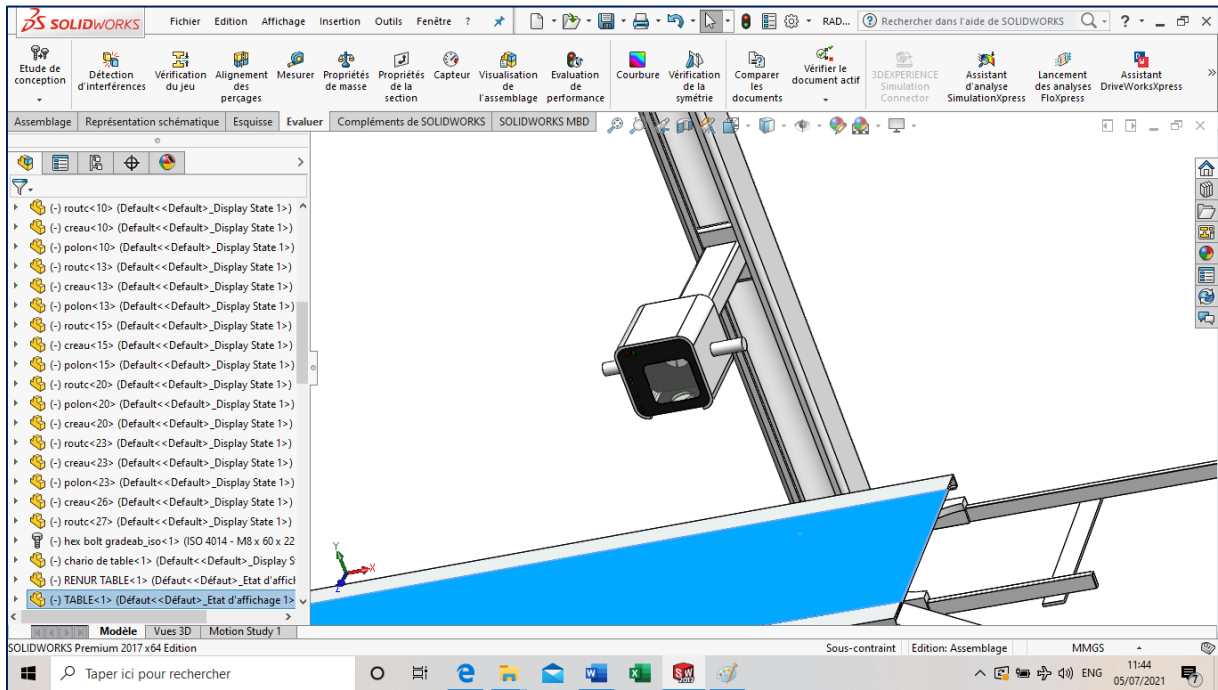 SOLIDWORKS
Fichier Edition Affichage Insertion Outils Fenêtre ?
RAD...
Rechercher dans l'aide de SOLIDWORKS
?
Etude de conception
Détection d'interférences
Vérification du jeu
Alignement des perçages
Mesurer
Propriétés de masse
Propriétés de la section
Capteur
Visualisation de l'assemblage
Evaluation de performance
Courbure
Vérification de la symétrie
Comparer les documents
Vérifier le document actif
3DEXPERIENCE Simulation Connector
Assistant d'analyse SimulationXpress
Lancement des analyses FloXpress
Assistant DriveWorksXpress
Assemblage Représentation schématique Esquisse Evaluer Compléments de SOLIDWORKS SOLIDWORKS MBD
(-) routc<10> (Default<<Default>_Display State 1>)
(-) creau<10> (Default<<Default>_Display State 1>)
(-) polon<10> (Default<<Default>_Display State 1>)
(-) routc<13> (Default<<Default>_Display State 1>)
(-) creau<13> (Default<<Default>_Display State 1>)
(-) polon<13> (Default<<Default>_Display State 1>)
(-) routc<15> (Default<<Default>_Display State 1>)
(-) creau<15> (Default<<Default>_Display State 1>)
(-) polon<15> (Default<<Default>_Display State 1>)
(-) routc<20> (Default<<Default>_Display State 1>)
(-) polon<20> (Default<<Default>_Display State 1>)
(-) creau<20> (Default<<Default>_Display State 1>)
(-) routc<23> (Default<<Default>_Display State 1>)
(-) creau<23> (Default<<Default>_Display State 1>)
(-) polon<23> (Default<<Default>_Display State 1>)
(-) creau<26> (Default<<Default>_Display State 1>)
(-) routc<27> (Default<<Default>_Display State 1>)
(-) hex bolt gradeab_iso<1> (ISO 4014 - M8 x 60 x 22
(-) chario de table<1> (Default<<Default>_Display S
(-) RENUR TABLE<1> (Défaut<<Défaut>_Etat d'affich
(-) TABLE<1> (Défaut<<Défaut>_Etat d'affichage 1>
Y
X
Z
Modèle Vues 3D Motion Study 1
SOLIDWORKS Premium 2017 x64 Edition
Sous-contraint Edition: Assemblage MMGS
Taper ici pour rechercher
ENG
11:44
05/07/2021
7